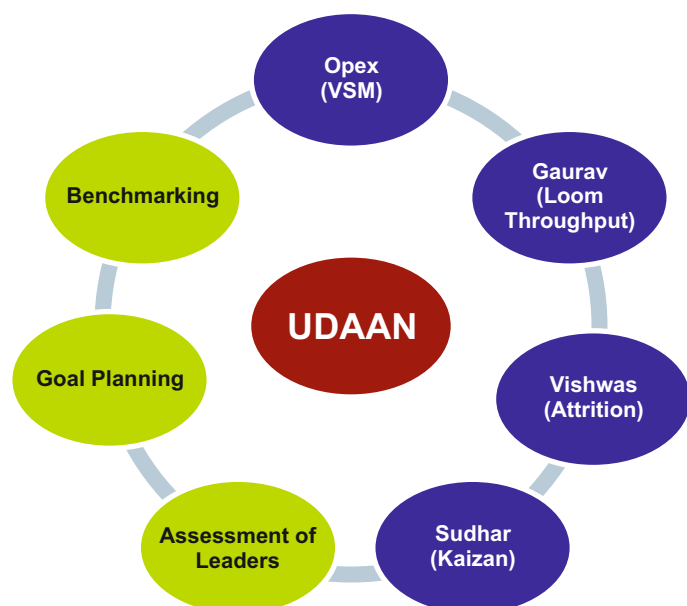 Opex
(VSM)
Gaurav
(Loom
Throughput)
Benchmarking
UDAAN
Goal Planning
Vishwas
(Attrition)
Assessment of
Leaders
Sudhar
(Kaizan)